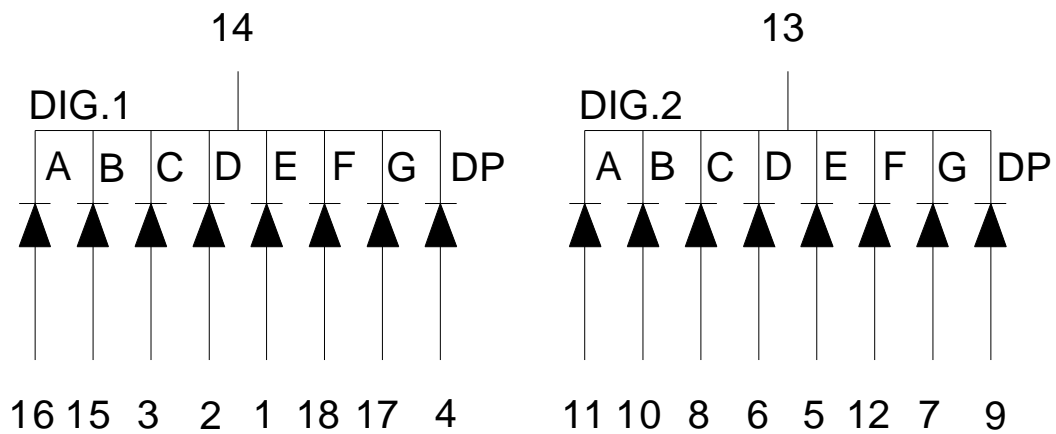 14 13
DIG.1 DIG.2
A B C D E F G DP A B C D E F G DP
16 15 3 2 1 18 17 4 11 10 8 6 5 12 7 9